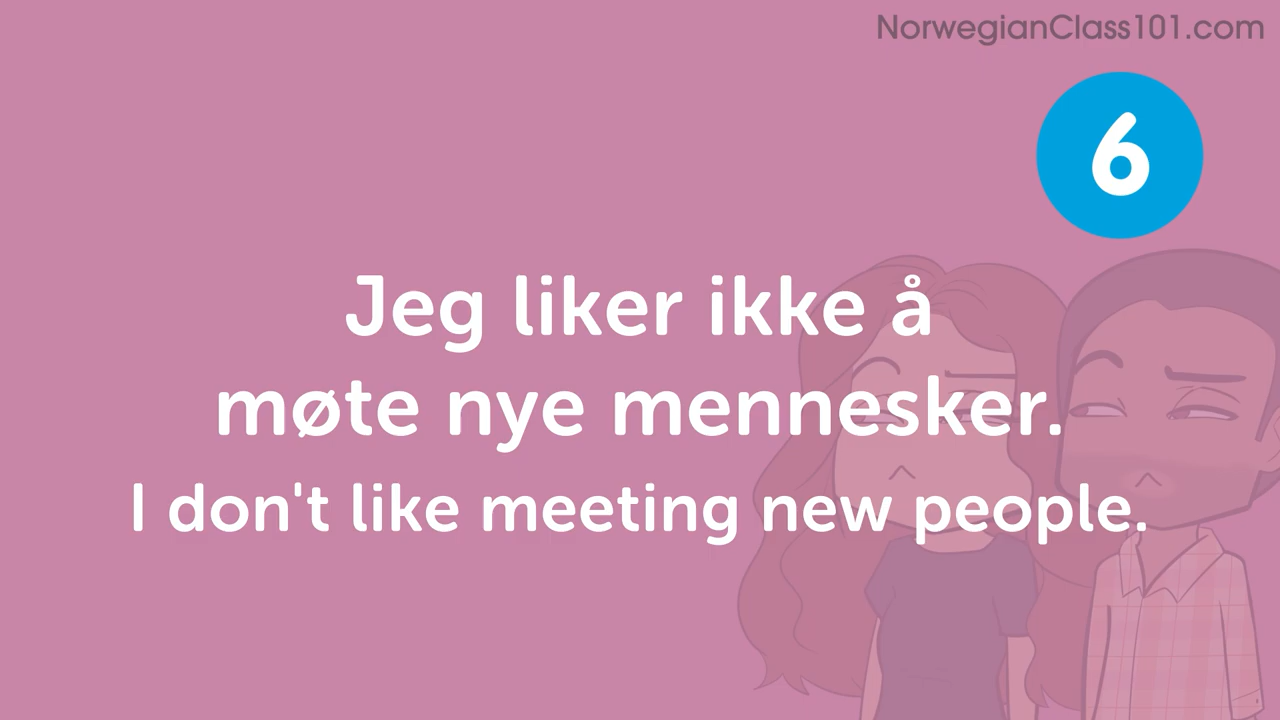 NorwegianClass101.com
6
Jeg liker ikke å
møte nye mennesker.
I don't like meeting new people.